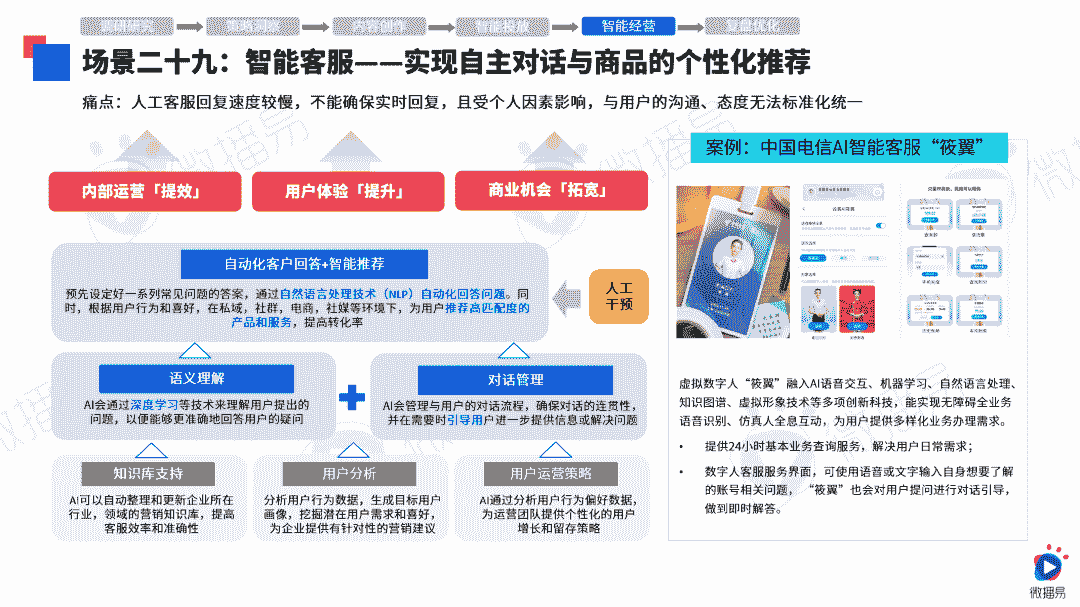 智能经营
场景二十九：智能客服——实现自主对话与商品的个性化推荐
痛点：人工客服回复速度较慢，不能确保实时回复，且受个人因素影响，与用户的沟通、态度无法标准化统一
内部运营「提效」
用户体验「提升」
商业机会「拓宽」
自动化客户回答+智能推荐
预先设定好一系列常见问题的答案，通过自然语言处理技术（NLP）自动化回答问题。同
时，根据用户行为和喜好，在私域，社群，电商，社媒等环境下，为用户推荐高匹配度的
产品和服务，提高转化率
人工
干预
语义理解
AI会通过深度学习等技术来理解用户提出的
问题，以便能够更准确地回答用户的疑问
对话管理
AI会管理与用户的对话流程，确保对话的连贯性，
并在需要时引导用户进一步提供信息或解决问题
知识库支持
AI可以自动整理和更新企业所在
行业，领域的营销知识库，提高
客服效率和准确性
用户分析
分析用户行为数据，生成目标用户
画像，挖掘潜在用户需求和喜好，
为企业提供有针对性的营销建议
用户运营策略
AI通过分析用户行为偏好数据，
为运营团队提供个性化的用户
增长和留存策略
案例：中国电信AI智能客服“筱翼”
虚拟数字人“筱翼”融入AI语音交互、机器学习、自然语言处理、
知识图谱、虚拟形象技术等多项创新科技，能实现无障碍全业务
语音识别、仿真人全息互动，为用户提供多样化业务办理需求。
• 提供24小时基本业务查询服务，解决用户日常需求；
• 数字人客服服务界面，可使用语音或文字输入自身想要了解
的账号相关问题，“筱翼”也会对用户提问进行对话引导，
做到即时解答。
微播易